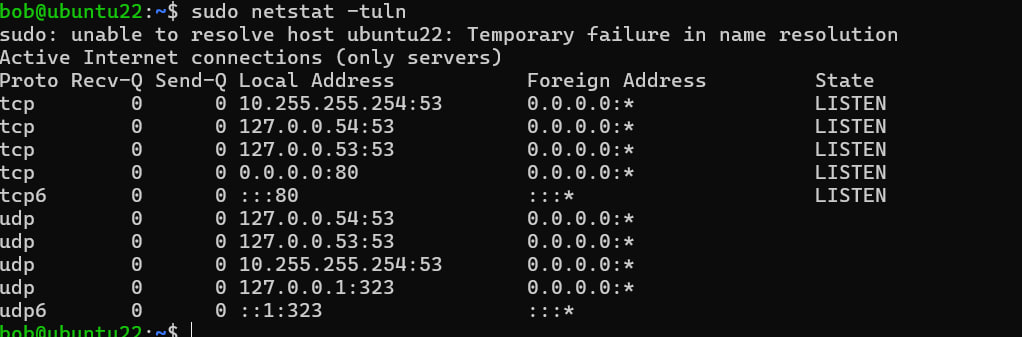 bob@ubuntu22:~$ sudo netstat -tuln
sudo: unable to resolve host ubuntu22: Temporary failure in name resolution
Active Internet connections (only servers)
Proto Recv-Q Send-Q Local Address           Foreign Address         State
tcp        0      0 10.255.255.254:53       0.0.0.0:*               LISTEN
tcp        0      0 127.0.0.54:53           0.0.0.0:*               LISTEN
tcp        0      0 127.0.0.53:53           0.0.0.0:*               LISTEN
tcp        0      0 0.0.0.0:80              0.0.0.0:*               LISTEN
tcp6       0      0 :::80                   :::*                    LISTEN
udp        0      0 127.0.0.54:53           0.0.0.0:*
udp        0      0 127.0.0.53:53           0.0.0.0:*
udp        0      0 10.255.255.254:53       0.0.0.0:*
udp        0      0 127.0.0.1:323           0.0.0.0:*
udp6       0      0 ::1:323                 :::*
bob@ubuntu22:~$